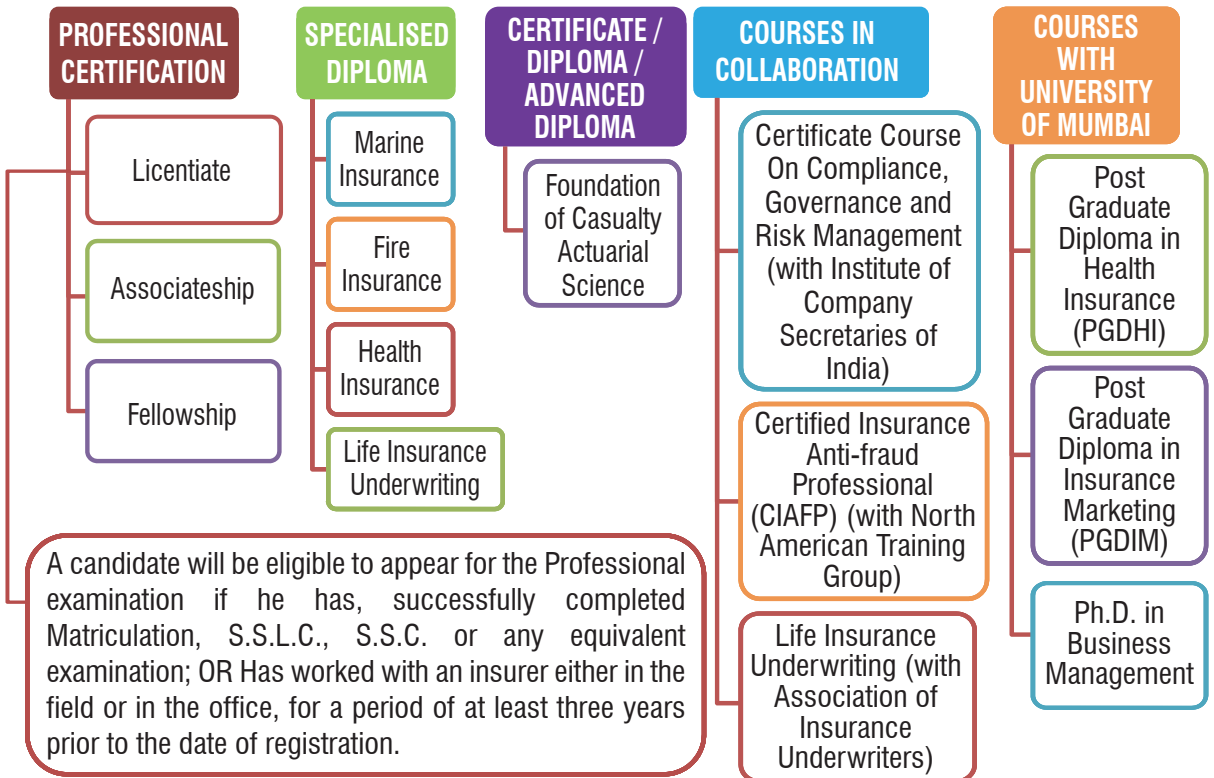 PROFESSIONAL
CERTIFICATION
Licentiate
Associateship
Fellowship
A candidate will be eligible to appear for the Professional
examination if he has, successfully completed
Matriculation, S.S.L.C., S.S.C. or any equivalent
examination; OR Has worked with an insurer either in the
field or in the office, for a period of at least three years
prior to the date of registration.
SPECIALISED
DIPLOMA
Marine
Insurance
Fire
Insurance
Health
Insurance
Life Insurance
Underwriting
CERTIFICATE /
DIPLOMA /
ADVANCED
DIPLOMA
Foundation
of Casualty
Actuarial
Science
COURSES IN
COLLABORATION
Certificate Course
On Compliance,
Governance and
Risk Management
(with Institute of
Company
Secretaries of
India)
Certified Insurance
Anti-fraud
Professional
(CIAFP) (with North
American Training
Group)
Life Insurance
Underwriting (with
Association of
Insurance
Underwriters)
COURSES
WITH
UNIVERSITY
OF MUMBAI
Post
Graduate
Diploma in
Health
Insurance
(PGDHI)
Post
Graduate
Diploma in
Insurance
Marketing
(PGDIM)
Ph.D. in
Business
Management